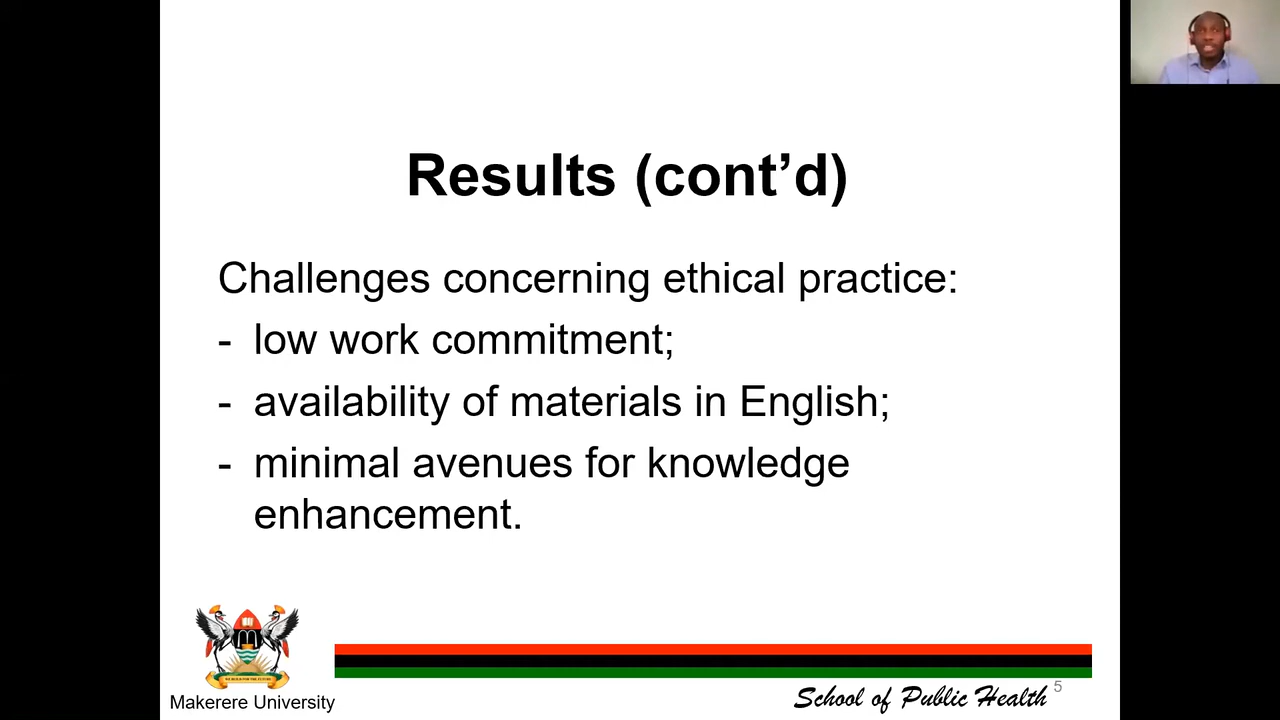 Results (cont’d)
Challenges concerning ethical practice:
- low work commitment;
- availability of materials in English;
- minimal avenues for knowledge
enhancement.
Makerere University
School of Public Health
5